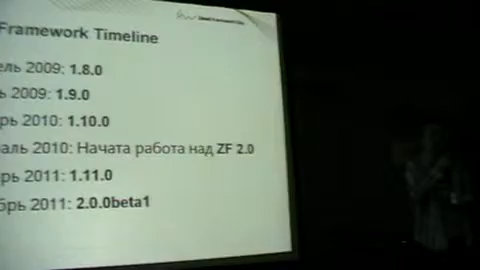 Framework Timeline
ель 2009: 1.8.0
ь 2009: 1.9.0
рь 2010: 1.10.0
аль 2010: Начата работа над ZF 2.0
рь 2011: 1.11.0
брь 2011: 2.0.0beta1